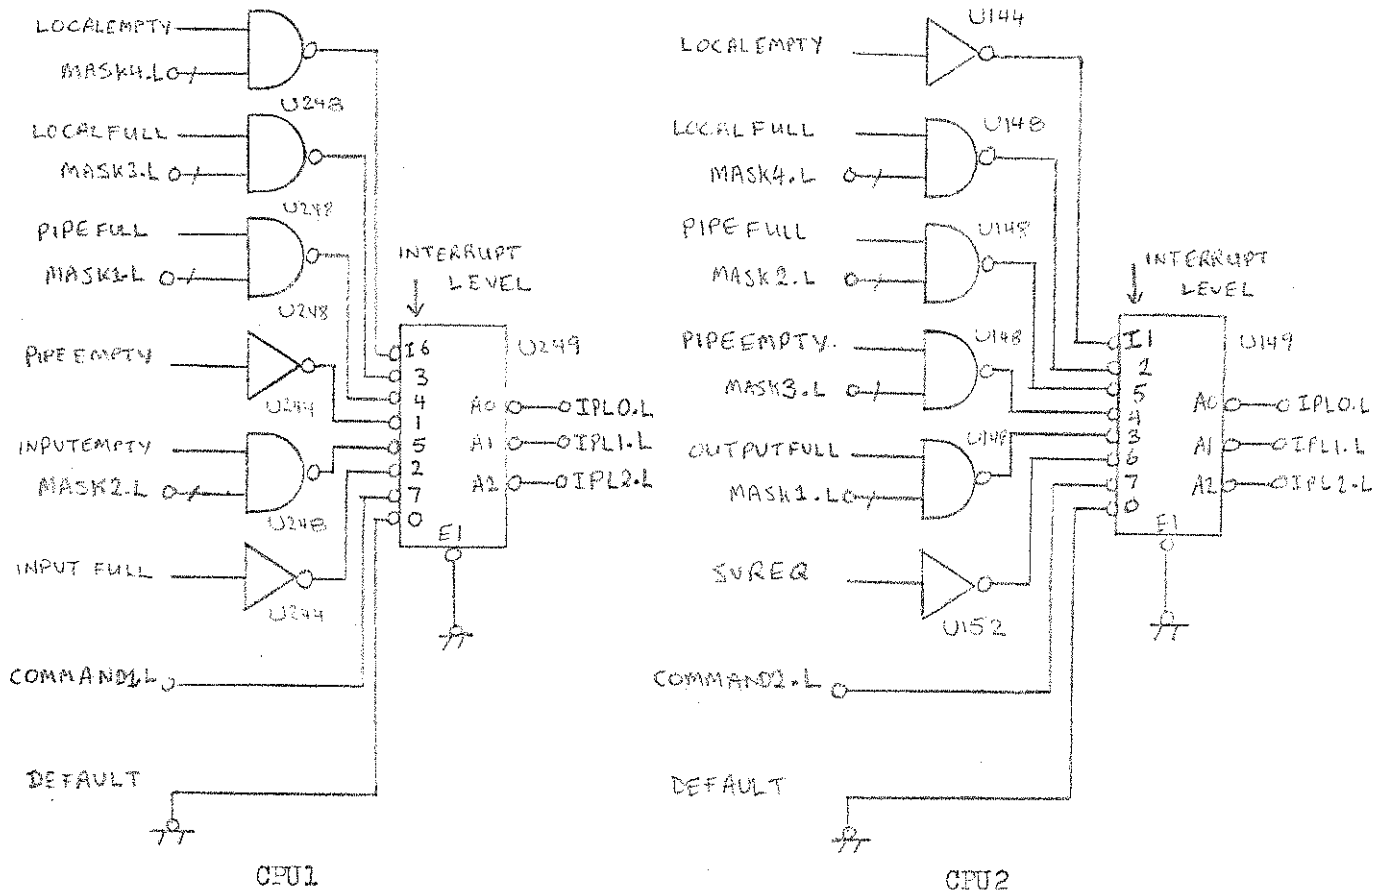 LOCALEMPTY
MASK4.L
U248
LOCALFULL
MASK3.L
U248
PIPEFULL
MASK1.L
U248
PIPEEMPTY
U244
INPUTEMPTY
MASK2.L
U248
INPUT FULL
U244
COMMAND1.L
DEFAULT
INTERRUPT
LEVEL
U249
I6
3
4
1
5
2
7
0
A0 IPL0.L
A1 IPL1.L
A2 IPL2.L
E1
CPU1
U144
LOCALEMPTY
U148
LOCALFULL
MASK4.L
U148
PIPEFULL
MASK2.L
U148
PIPEEMPTY.
MASK3.L
U148
OUTPUTFULL
MASK1.L
SVREQ
U152
COMMAND2.L
DEFAULT
INTERRUPT
LEVEL
U149
I1
2
5
4
3
6
7
0
A0 IPL0.L
A1 IPL1.L
A2 IPL2.L
E1
CPU2